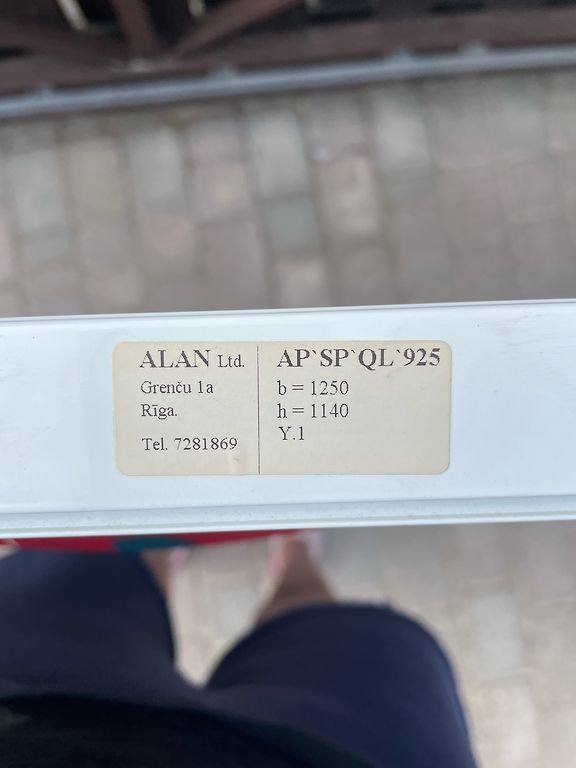 ALAN Ltd.
Grenču 1a
Rīga.
Tel. 7281869
AP`SP`QL`925
b = 1250
h = 1140
Y.1